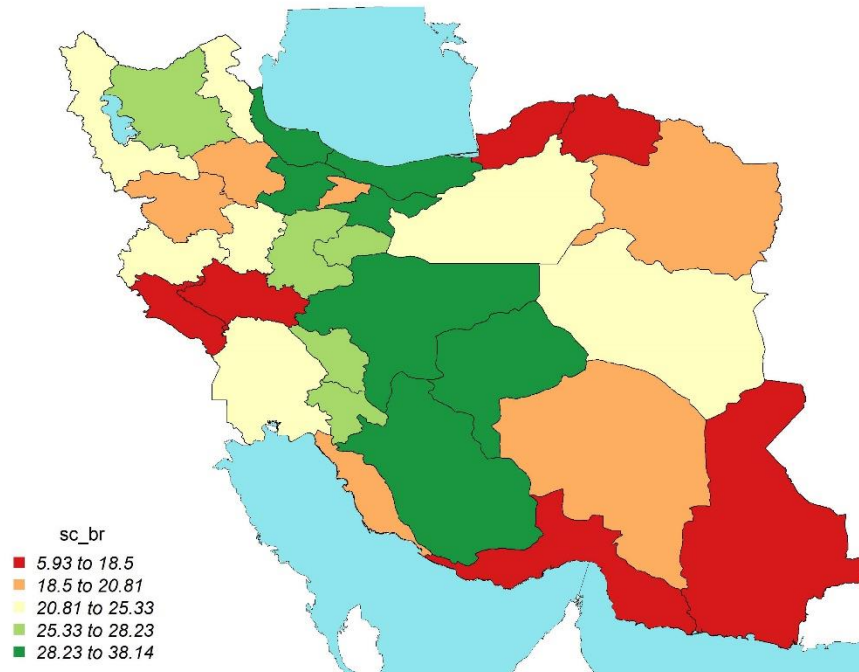 sc_br
5.93 to 18.5
18.5 to 20.81
20.81 to 25.33
25.33 to 28.23
28.23 to 38.14